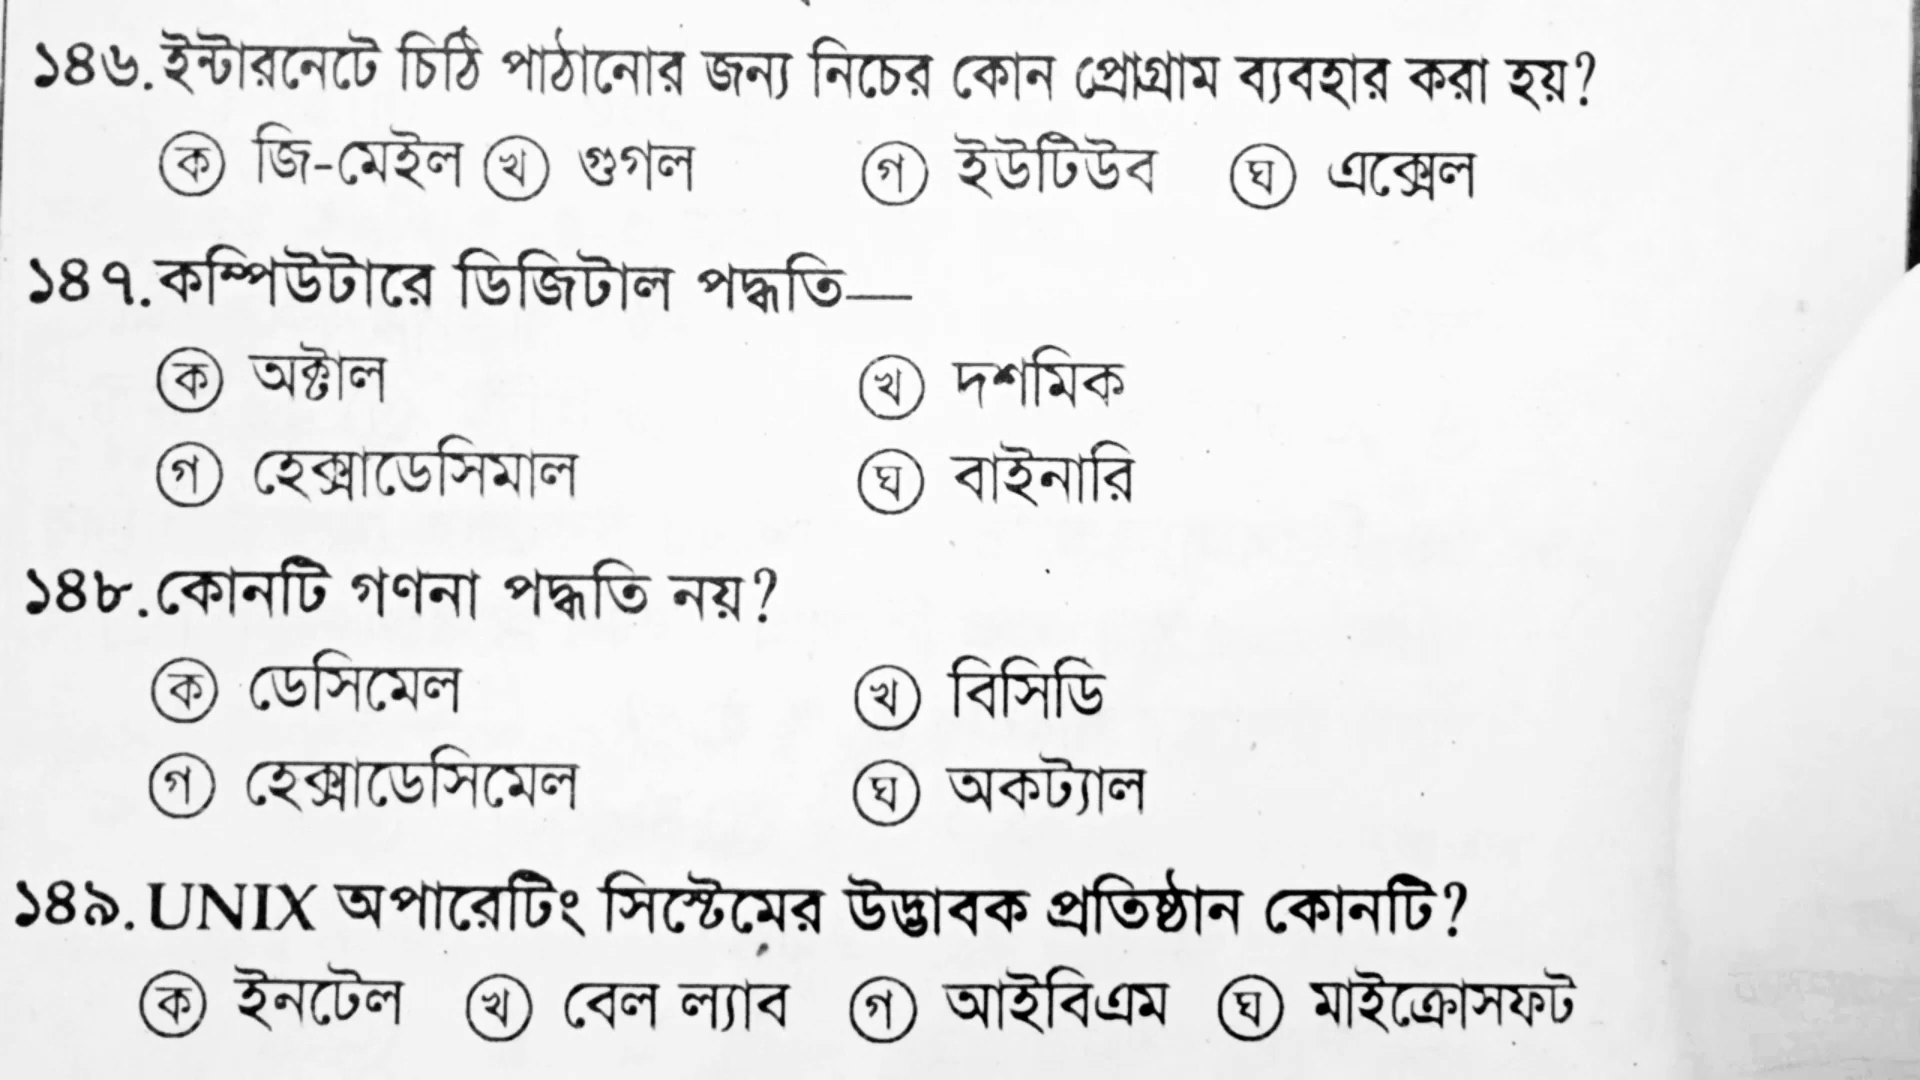 ১৪৬. ইন্টারনেটে চিঠি পাঠানোর জন্য নিচের কোন প্রোগ্রাম ব্যবহার করা হয়?
ক জি-মেইল খ গুগল গ ইউটিউব ঘ এক্সেল
১৪৭. কম্পিউটারে ডিজিটাল পদ্ধতি—
ক অক্টাল খ দশমিক
গ হেক্সাডেসিমাল ঘ বাইনারি
১৪৮. কোনটি গণনা পদ্ধতি নয়?
ক ডেসিমেল খ বিসিডি
গ হেক্সাডেসিমেল ঘ অকট্যাল
১৪৯. UNIX অপারেটিং সিস্টেমের উদ্ভাবক প্রতিষ্ঠান কোনটি?
ক ইনটেল খ বেল ল্যাব গ আইবিএম ঘ মাইক্রোসফট